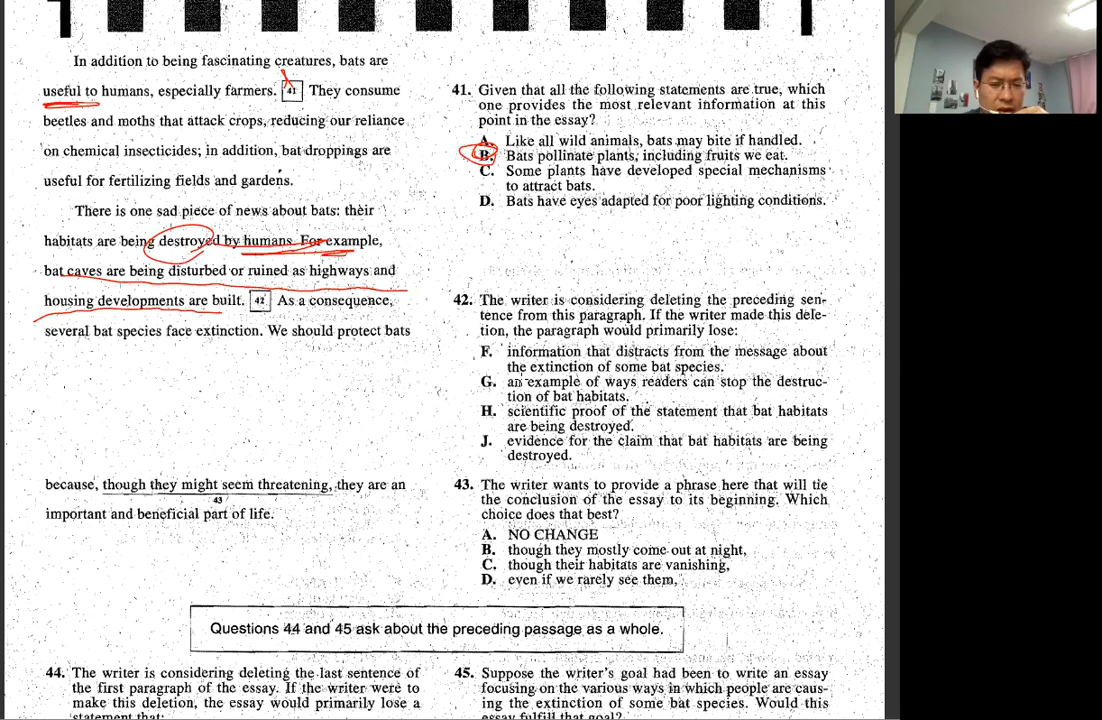 In addition to being fascinating creatures, bats are
useful to humans, especially farmers. 41 They consume
beetles and moths that attack crops, reducing our reliance
on chemical insecticides; in addition, bat droppings are
useful for fertilizing fields and gardens.
There is one sad piece of news about bats: their
habitats are being destroyed by humans. For example,
bat caves are being disturbed or ruined as highways and
housing developments are built. 42 As a consequence,
several bat species face extinction. We should protect bats
because, though they might seem threatening, they are an
43
important and beneficial part of life.
41. Given that all the following statements are true, which
one provides the most relevant information at this
point in the essay?
A. Like all wild animals, bats may bite if handled.
B. Bats pollinate plants, including fruits we eat.
C. Some plants have developed special mechanisms
to attract bats.
D. Bats have eyes adapted for poor lighting conditions.
42. The writer is considering deleting the preceding sen-
tence from this paragraph. If the writer made this dele-
tion, the paragraph would primarily lose:
F. information that distracts from the message about
the extinction of some bat species.
G. an example of ways readers can stop the destruc-
tion of bat habitats.
H. scientific proof of the statement that bat habitats
are being destroyed.
J. evidence for the claim that bat habitats are being
destroyed.
43. The writer wants to provide a phrase here that will tie
the conclusion of the essay to its beginning. Which
choice does that best?
A. NO CHANGE
B. though they mostly come out at night,
C. though their habitats are vanishing,
D. even if we rarely see them,
Questions 44 and 45 ask about the preceding passage as a whole.
44. The writer is considering deleting the last sentence of
the first paragraph of the essay. If the writer were to
make this deletion, the essay would primarily lose a
statement that:
45. Suppose the writer's goal had been to write an essay
focusing on the various ways in which people are caus-
ing the extinction of some bat species. Would this
essay fulfill that goal?